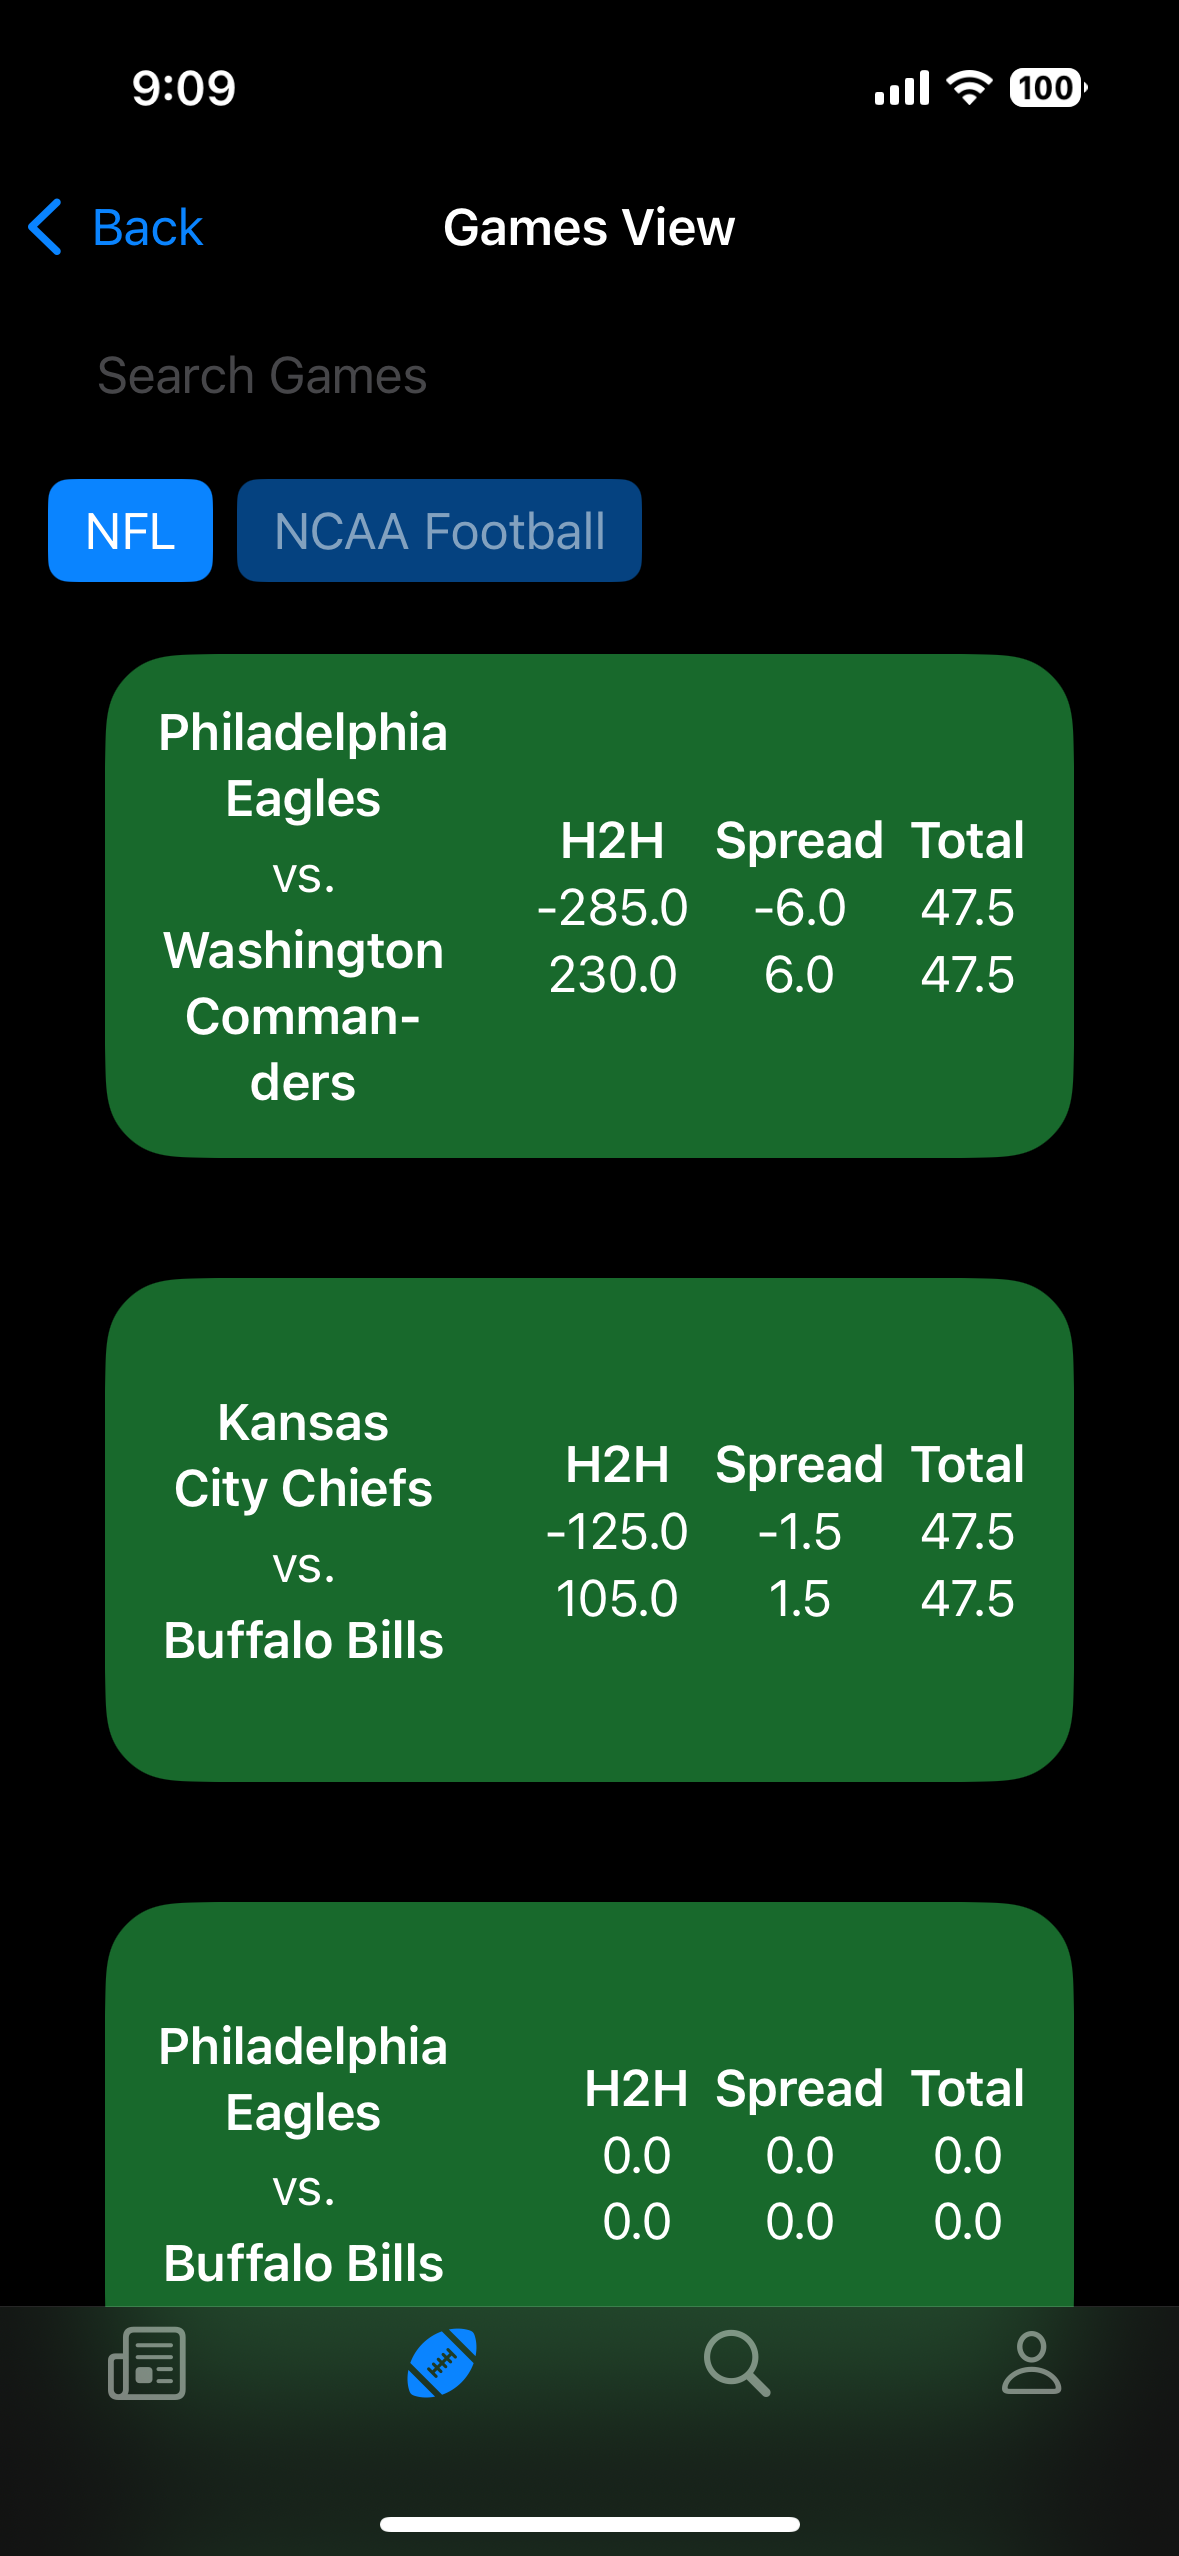 9:09
100
Back
Games View
Search Games
NFL
NCAA Football
Philadelphia
Eagles
vs.
Washington
Comman-
ders
H2H Spread Total
-285.0 -6.0 47.5
230.0 6.0 47.5
Kansas
City Chiefs
vs.
Buffalo Bills
H2H Spread Total
-125.0 -1.5 47.5
105.0 1.5 47.5
Philadelphia
Eagles
vs.
Buffalo Bills
H2H Spread Total
0.0 0.0 0.0
0.0 0.0 0.0